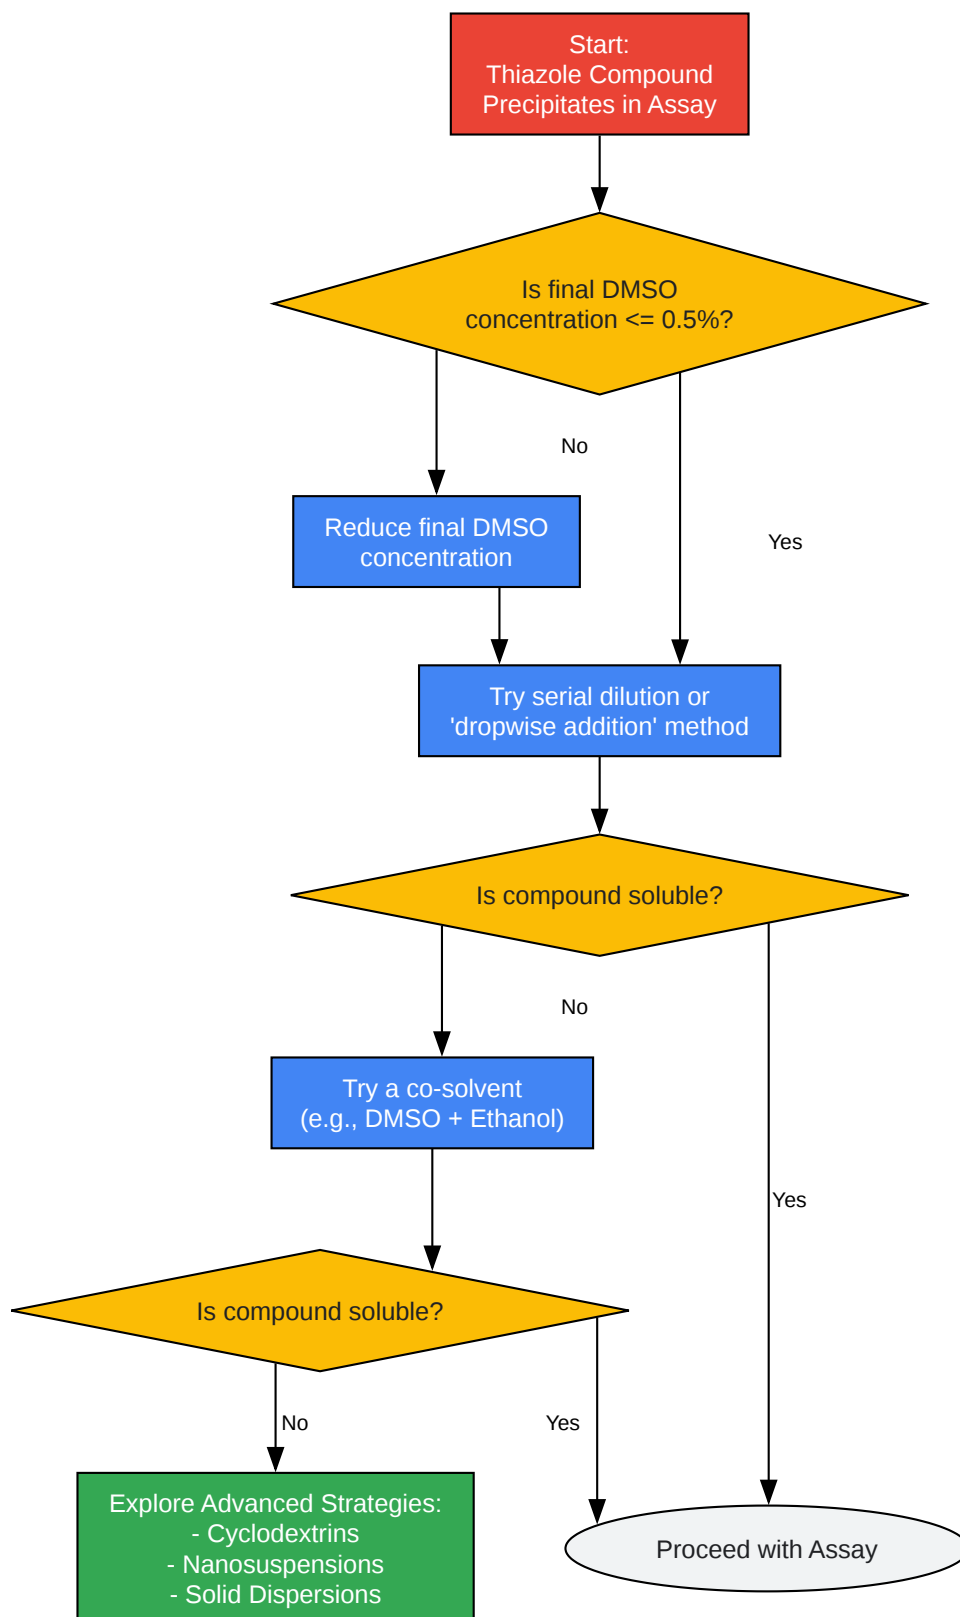 Start:
Thiazole Compound
Precipitates in Assay
Is final DMSO
concentration <= 0.5%?
No
Reduce final DMSO
concentration
Yes
Try serial dilution or
'dropwise addition' method
Is compound soluble?
No
Try a co-solvent
(e.g., DMSO + Ethanol)
Yes
Is compound soluble?
No
Yes
Explore Advanced Strategies:
- Cyclodextrins
- Nanosuspensions
- Solid Dispersions
Proceed with Assay